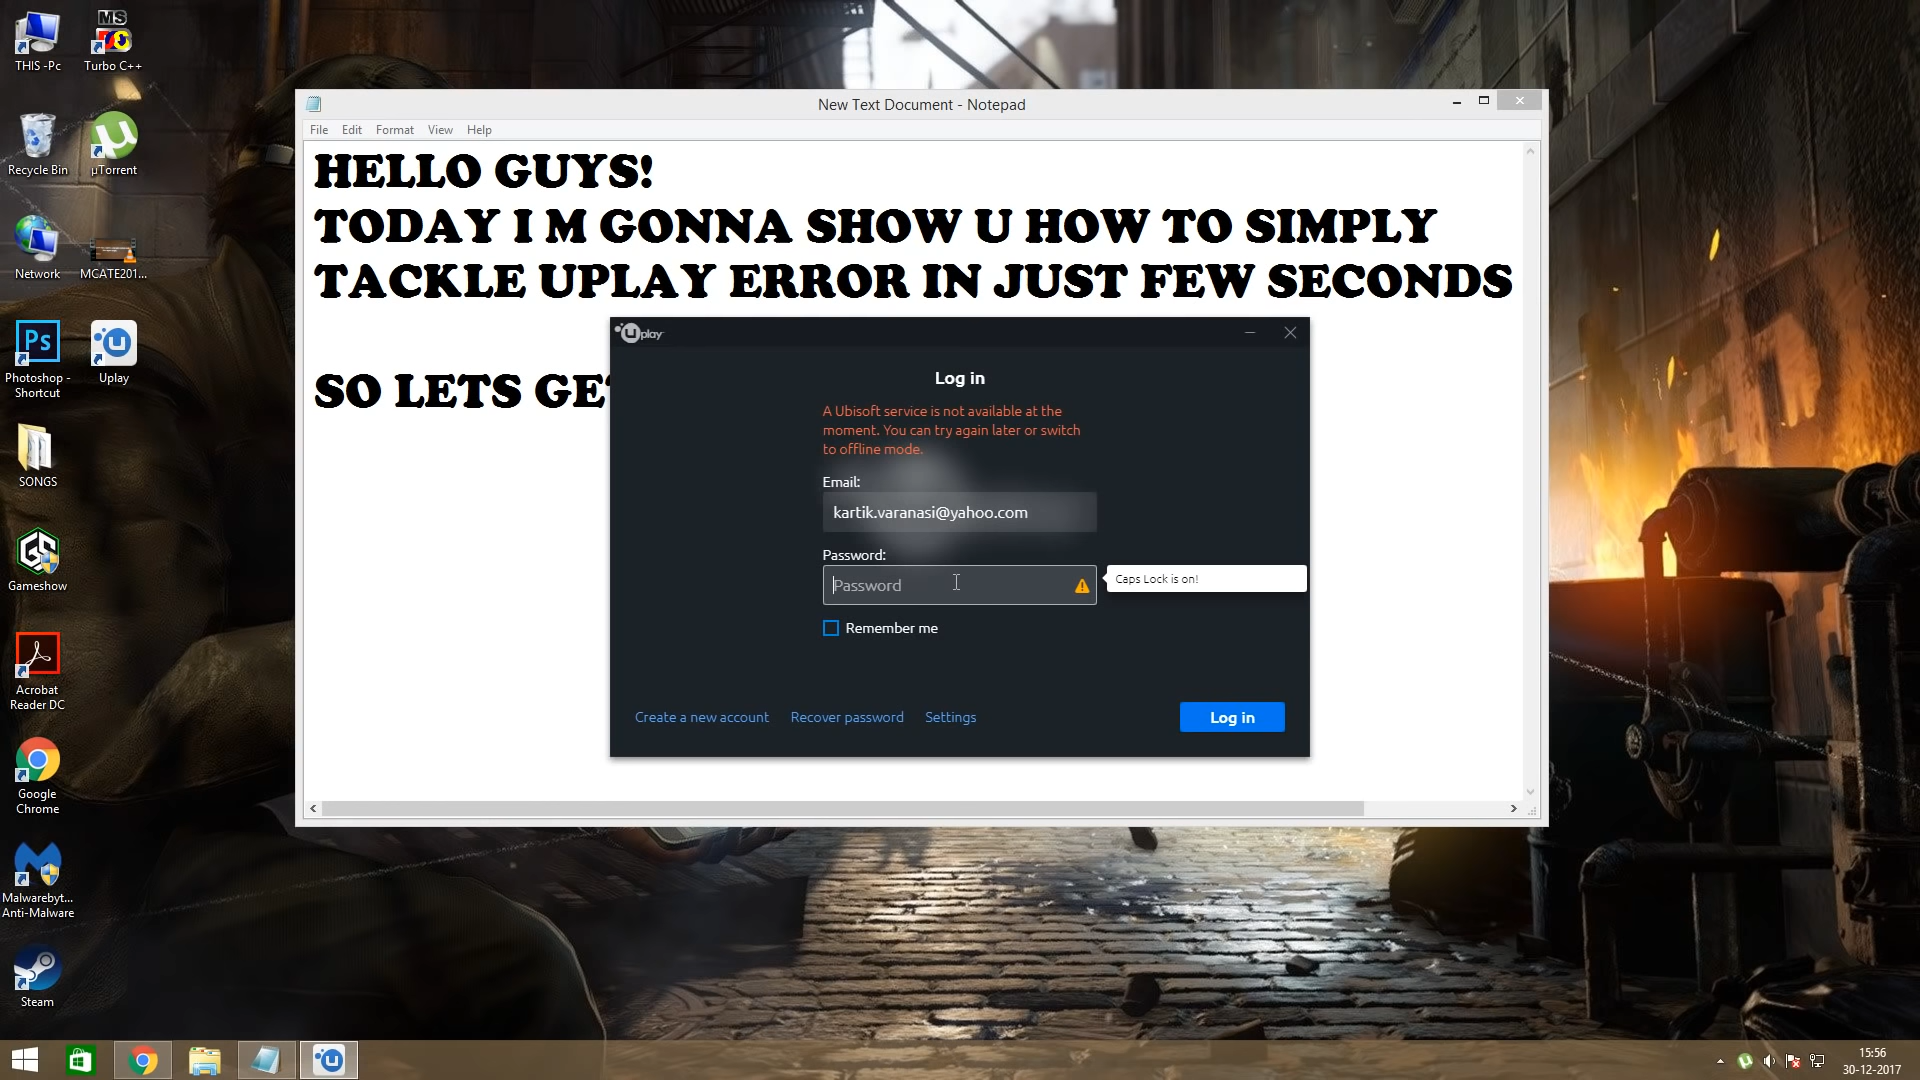 THIS -Pc
Turbo C++
MS
Recycle Bin
µTorrent
Network
MCATE201...
Ps
Photoshop -
Shortcut
Uplay
SONGS
GS
Gameshow
Acrobat
Reader DC
Google
Chrome
Malwarebyt...
Anti-Malware
Steam
New Text Document - Notepad
File Edit Format View Help
HELLO GUYS!
TODAY I M GONNA SHOW U HOW TO SIMPLY
TACKLE UPLAY ERROR IN JUST FEW SECONDS
SO LETS GET
uplay
Log in
A Ubisoft service is not available at the
moment. You can try again later or switch
to offline mode.
Email:
kartik.varanasi@yahoo.com
Password:
Password
Caps Lock is on!
Remember me
Create a new account Recover password Settings
Log in
15:56
30-12-2017